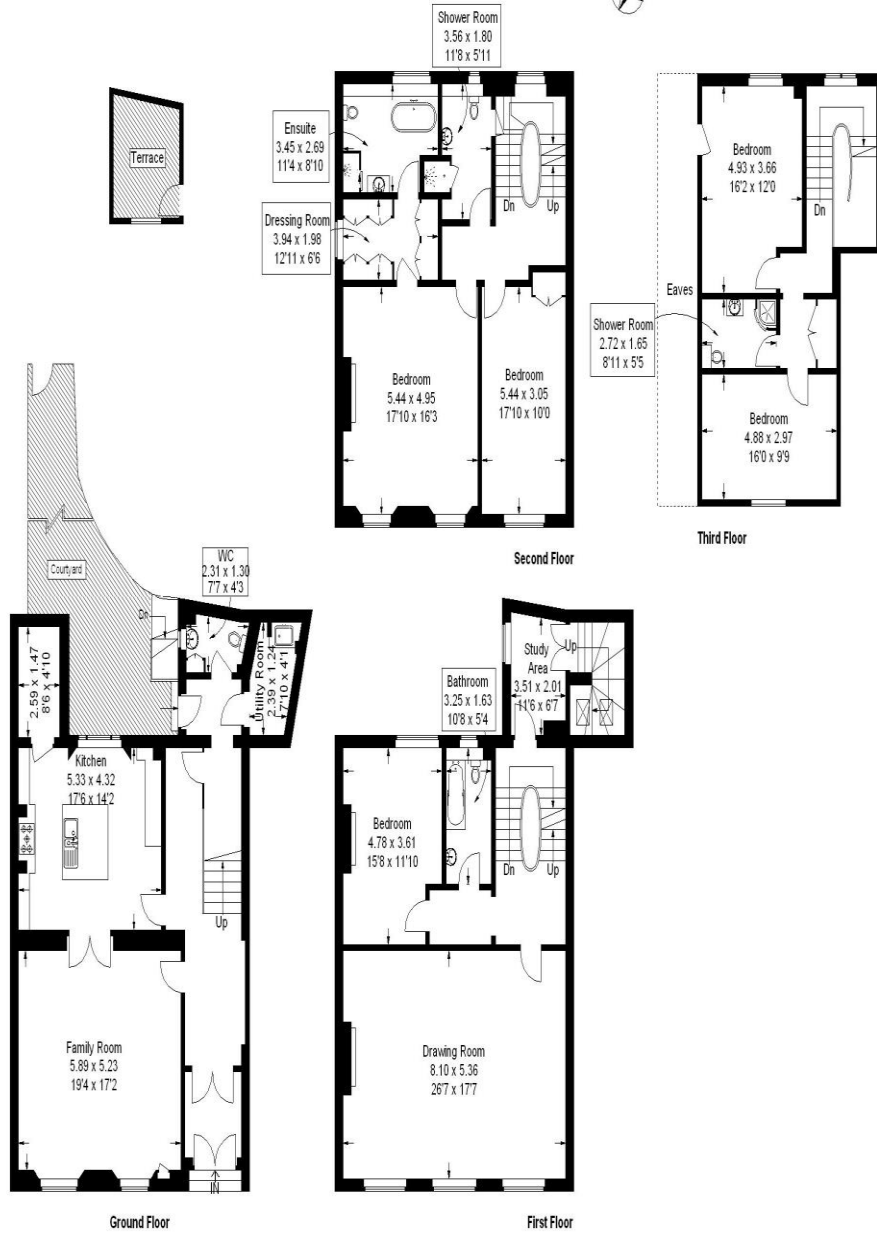 Shower Room
3.56 x 1.80
11'8 x 5'11
Terrace
Ensuite
3.45 x 2.69
11'4 x 8'10
Up
Dn
Dressing Room
3.94 x 1.98
12'11 x 6'6
Bedroom
5.44 x 4.95
17'10 x 16'3
Bedroom
5.44 x 3.05
17'10 x 10'0
Second Floor
Bedroom
4.93 x 3.66
16'2 x 12'0
Dn
Eaves
Shower Room
2.72 x 1.65
8'11 x 5'5
Bedroom
4.88 x 2.97
16'0 x 9'9
Third Floor
Courtyard
WC
2.31 x 1.30
7'7 x 4'3
Dn
2.59 x 1.47
8'6 x 4'10
Utility Room
2.39 x 1.24
7'10 x 4'1
Kitchen
5.33 x 4.32
17'6 x 14'2
Up
Family Room
5.89 x 5.23
19'4 x 17'2
IN
Ground Floor
Study
Area
3.51 x 2.01
11'6 x 6'7
Up
Bathroom
3.25 x 1.63
10'8 x 5'4
Bedroom
4.78 x 3.61
15'8 x 11'10
Dn
Up
Drawing Room
8.10 x 5.36
26'7 x 17'7
First Floor